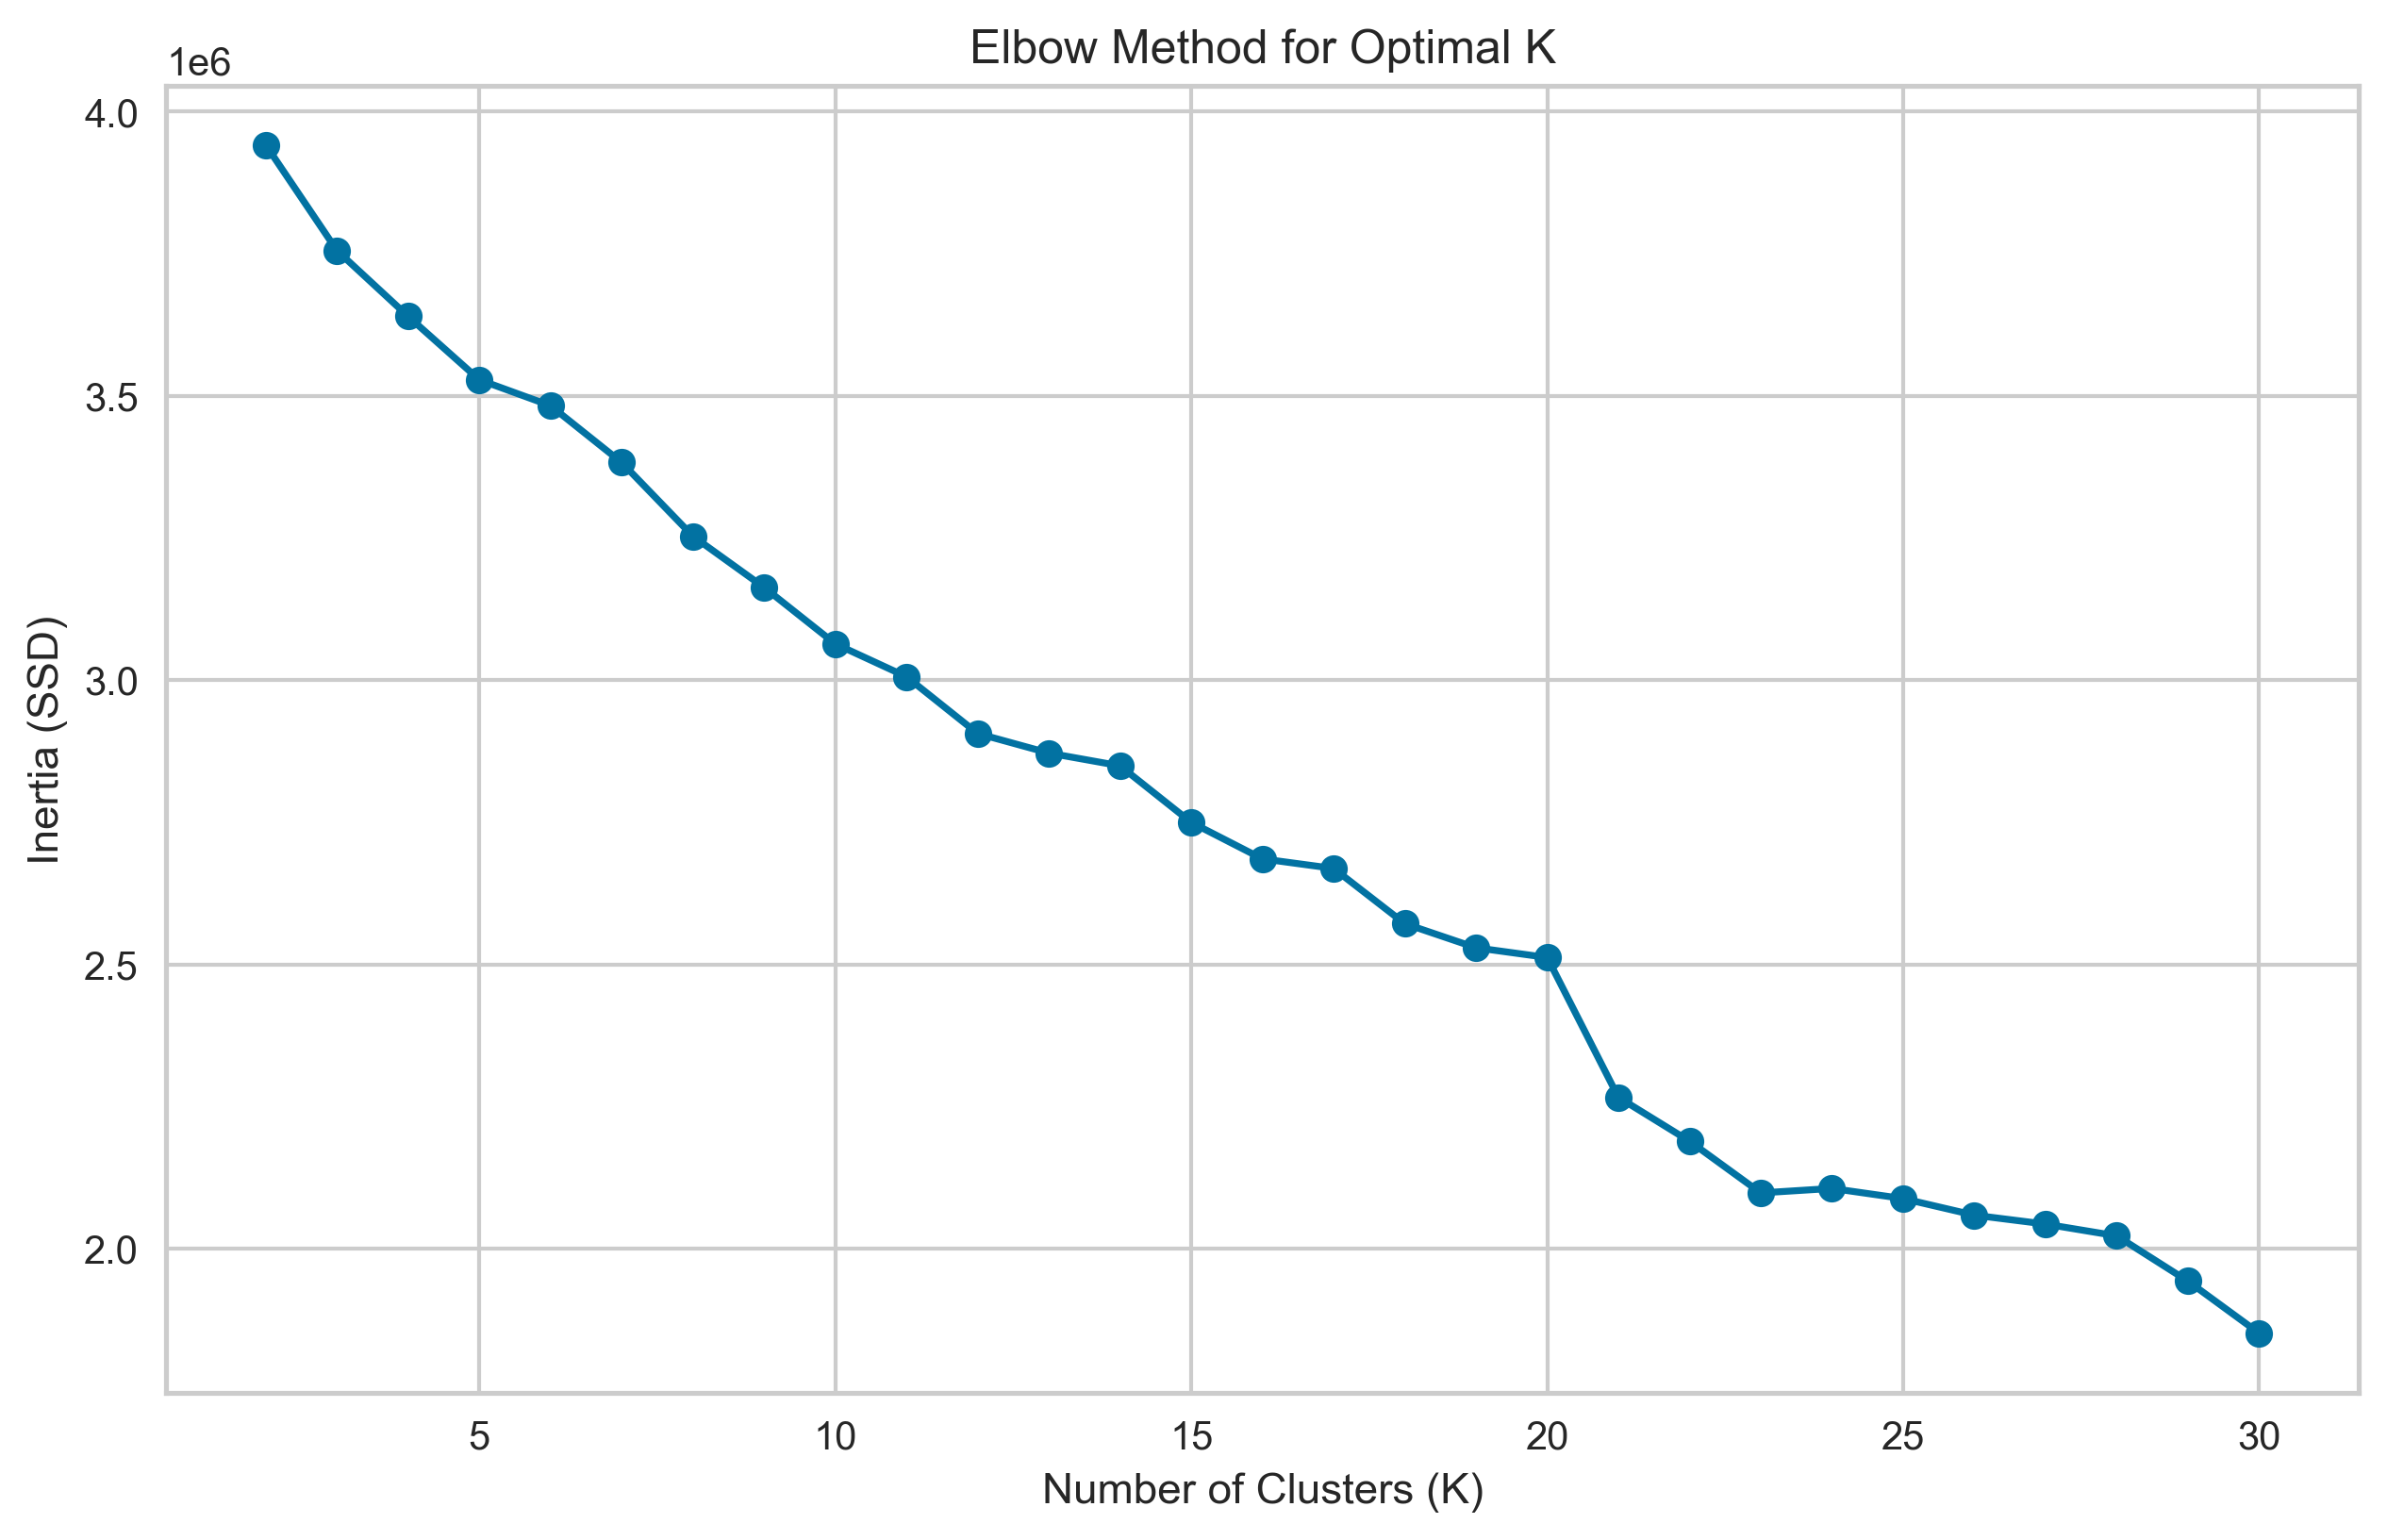 Elbow Method for Optimal K
1e6
4.0
3.5
3.0
2.5
2.0
Inertia (SSD)
5 10 15 20 25 30
Number of Clusters (K)